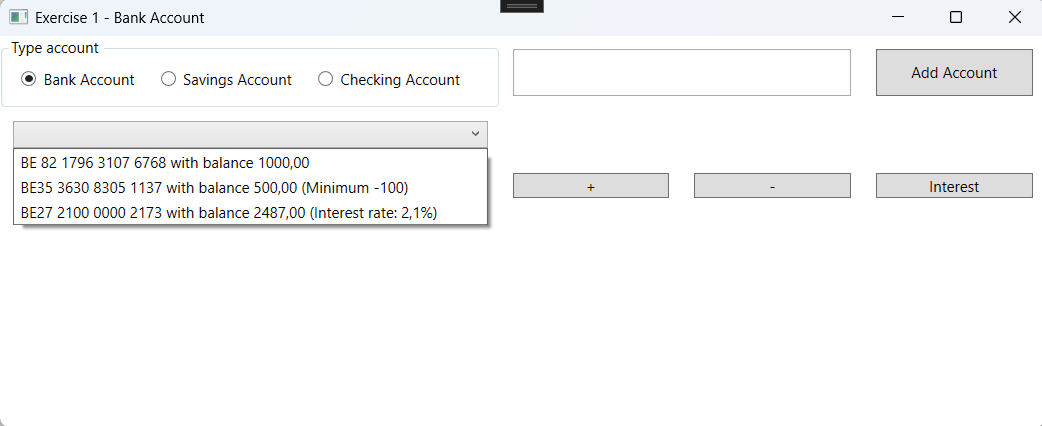 Exercise 1 - Bank Account
Type account
Bank Account Savings Account Checking Account
Add Account
BE 82 1796 3107 6768 with balance 1000,00
BE35 3630 8305 1137 with balance 500,00 (Minimum -100)
BE27 2100 0000 2173 with balance 2487,00 (Interest rate: 2,1%)
+ - Interest